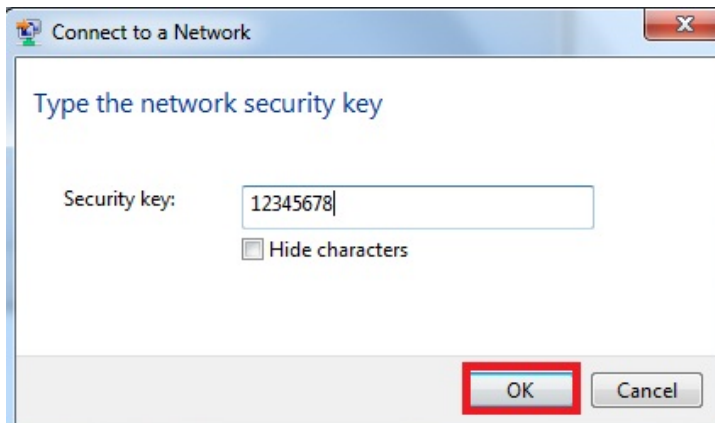 Connect to a Network
Type the network security key
Security key: 12345678
Hide characters
OK Cancel